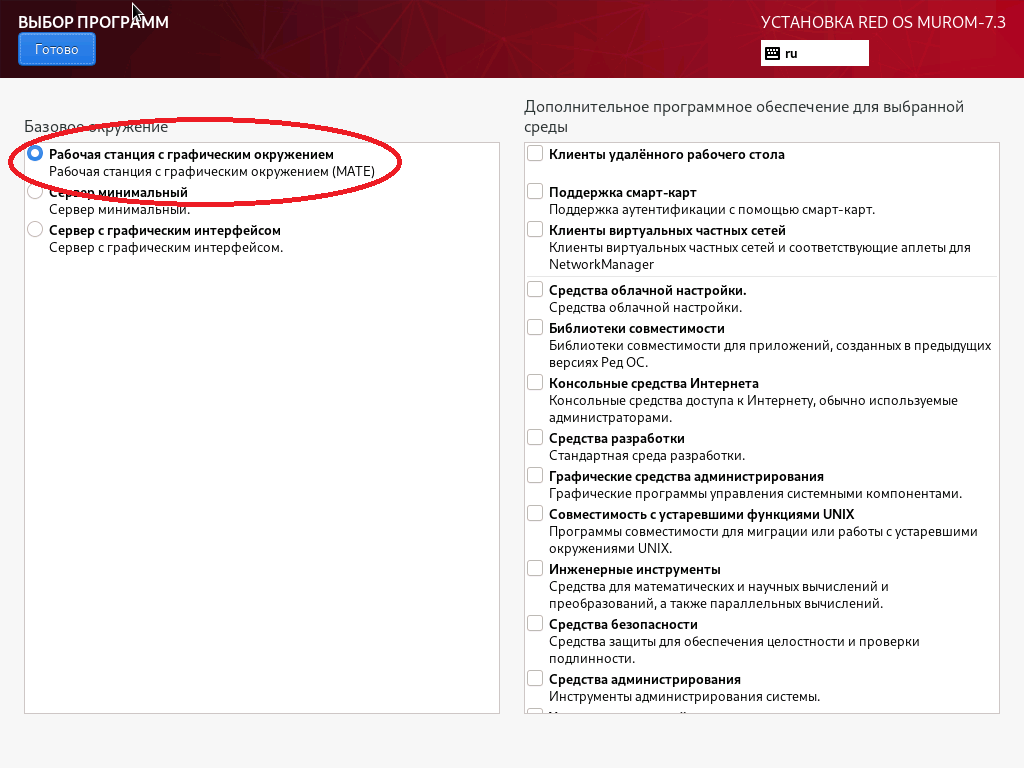 ВЫБОР ПРОГРАММ
УСТАНОВКА RED OS MUROM-7.3
Готово
ru
Базовое окружение
Рабочая станция с графическим окружением
Рабочая станция с графическим окружением (MATE)
Сервер минимальный
Сервер минимальный.
Сервер с графическим интерфейсом
Сервер с графическим интерфейсом.
Дополнительное программное обеспечение для выбранной
среды
Клиенты удалённого рабочего стола
Поддержка смарт-карт
Поддержка аутентификации с помощью смарт-карт.
Клиенты виртуальных частных сетей
Клиенты виртуальных частных сетей и соответствующие аплеты для
NetworkManager
Средства облачной настройки.
Средства облачной настройки.
Библиотеки совместимости
Библиотеки совместимости для приложений, созданных в предыдущих
версиях Ред ОС.
Консольные средства Интернета
Консольные средства доступа к Интернету, обычно используемые
администраторами.
Средства разработки
Стандартная среда разработки.
Графические средства администрирования
Графические программы управления системными компонентами.
Совместимость с устаревшими функциями UNIX
Программы совместимости для миграции или работы с устаревшими
окружениями UNIX.
Инженерные инструменты
Средства для математических и научных вычислений и
преобразований, а также параллельных вычислений.
Средства безопасности
Средства защиты для обеспечения целостности и проверки
подлинности.
Средства администрирования
Инструменты администрирования системы.